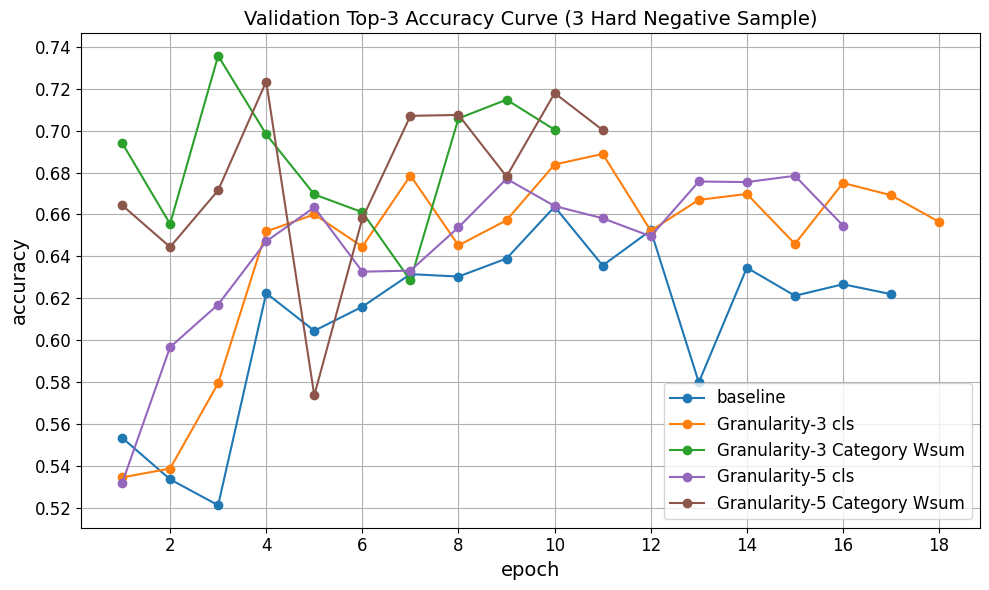 Validation Top-3 Accuracy Curve (3 Hard Negative Sample)
accuracy
0.74
0.72
0.70
0.68
0.66
0.64
0.62
0.60
0.58
0.56
0.54
0.52
baseline
Granularity-3 cls
Granularity-3 Category Wsum
Granularity-5 cls
Granularity-5 Category Wsum
2 4 6 8 10 12 14 16 18
epoch